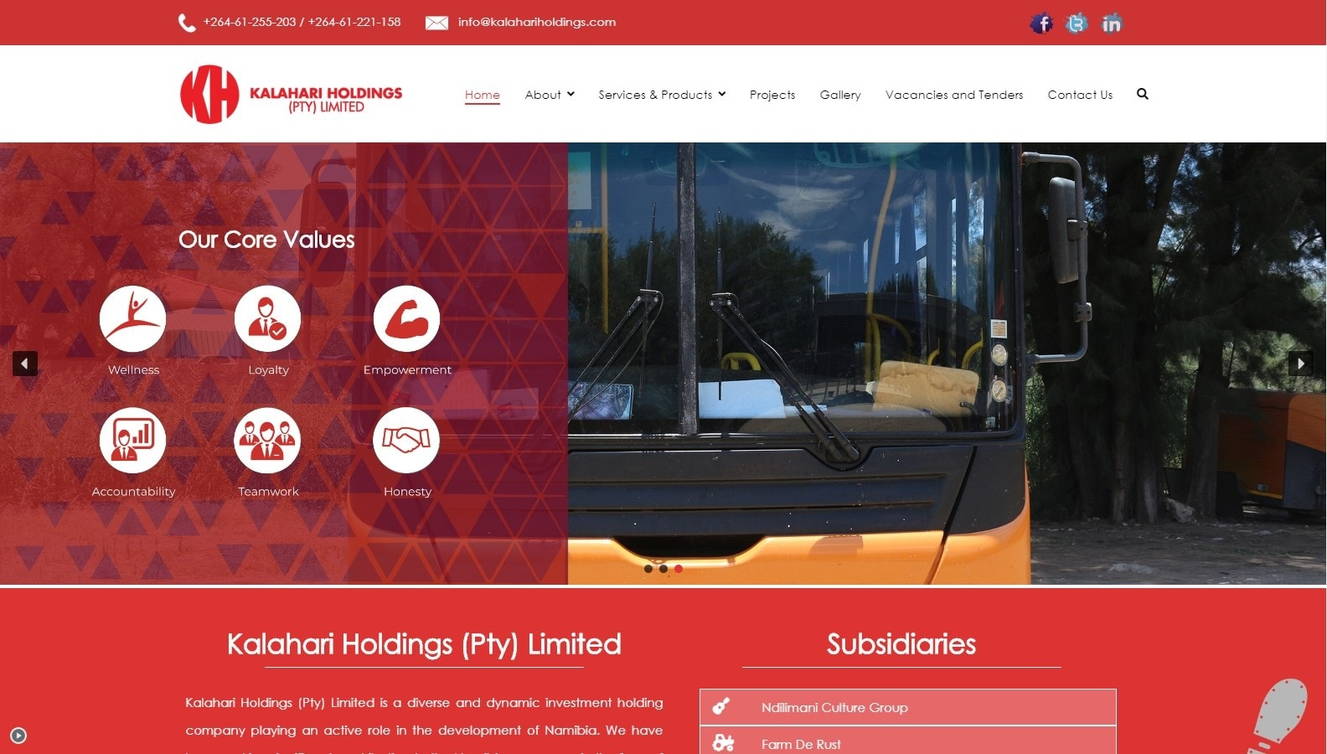 +264-61-255-203 / +264-61-221-158
info@kalahariholdings.com
KH
KALAHARI HOLDINGS
(PTY) LIMITED
Home
About
Services & Products
Projects
Gallery
Vacancies and Tenders
Contact Us
Our Core Values
Wellness
Loyalty
Empowerment
Accountability
Teamwork
Honesty
Kalahari Holdings (Pty) Limited
Kalahari Holdings (Pty) Limited is a diverse and dynamic investment holding
company playing an active role in the development of Namibia. We have
Subsidiaries
Ndilimani Culture Group
Farm De Rust